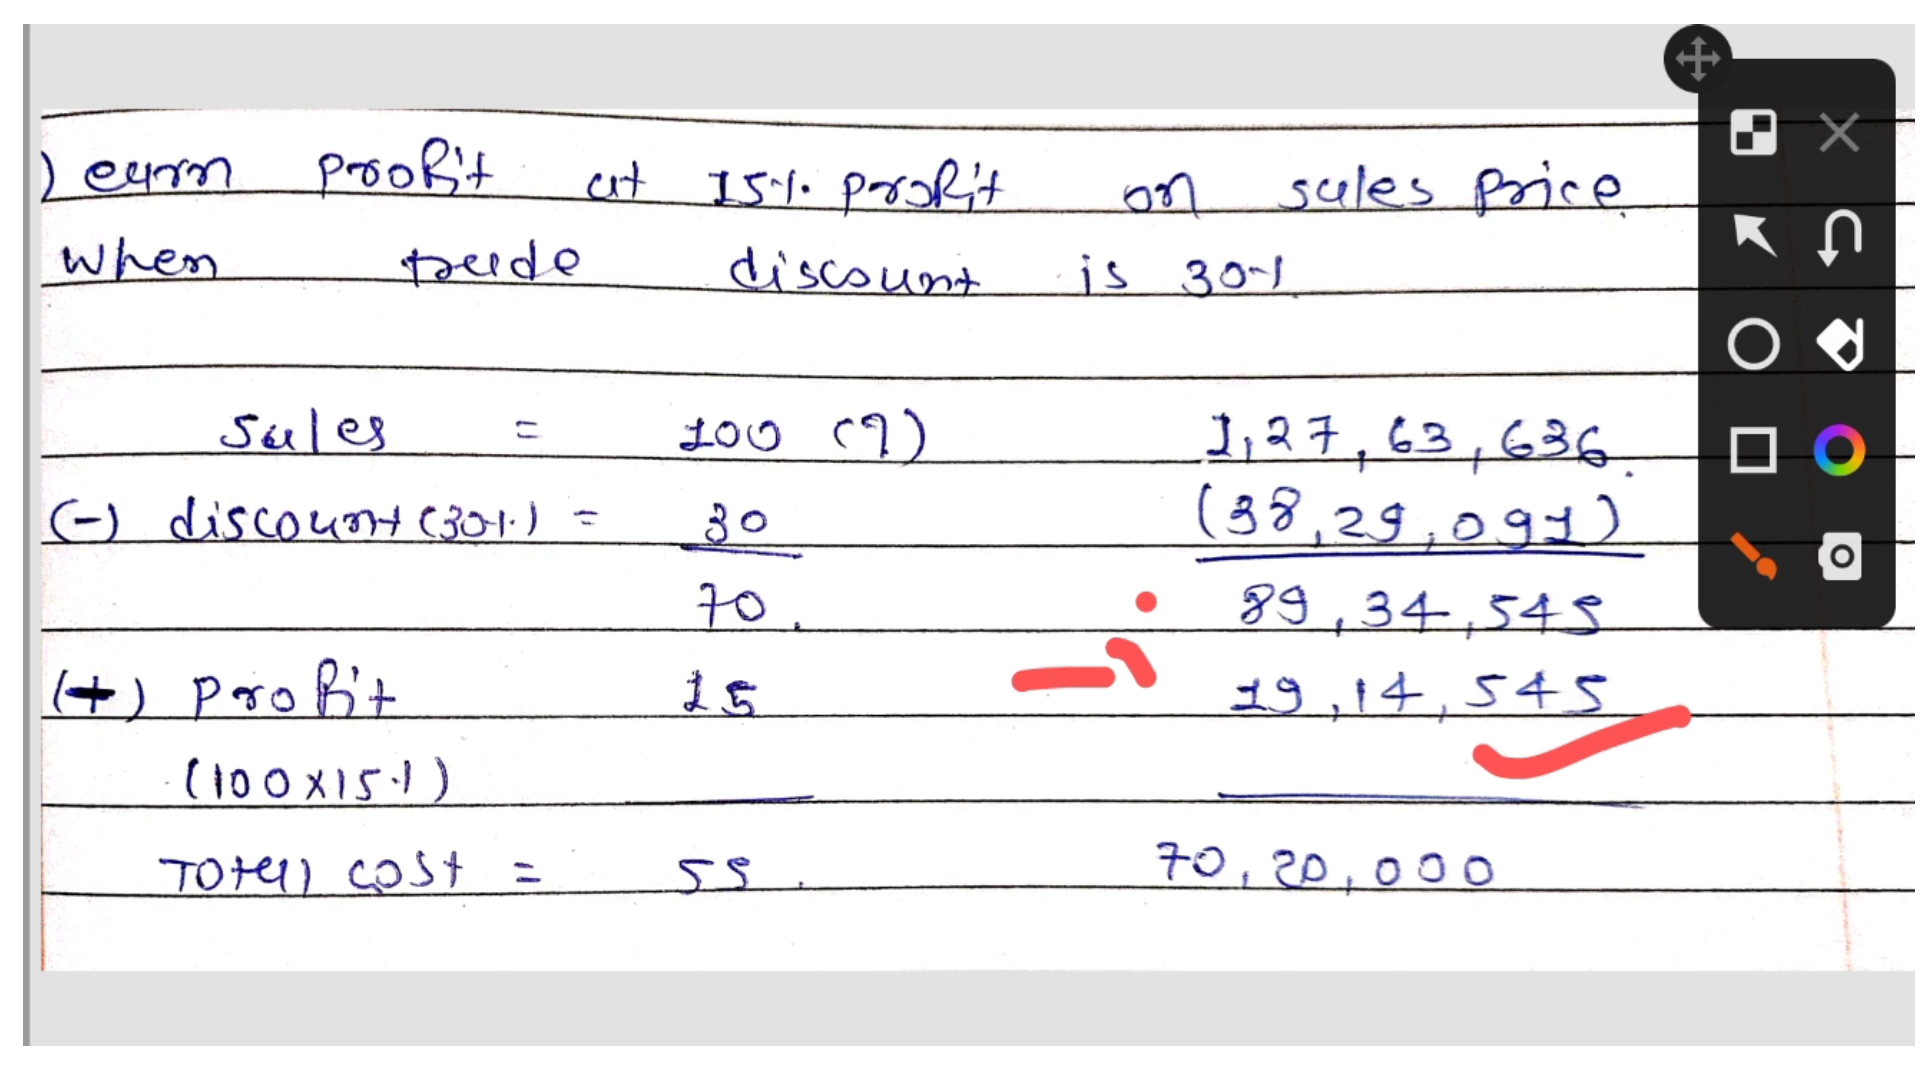 ) earn profit at 15% profit on sales price
when trade discount is 30%
Sales = 100 (?) 1,27,63,636.
(-) discount (30%) = 30 (38,29,091)
70. 89,34,545
(+) Profit 15 19,14,545
(100x15%)
Total cost = 55. 70,20,000